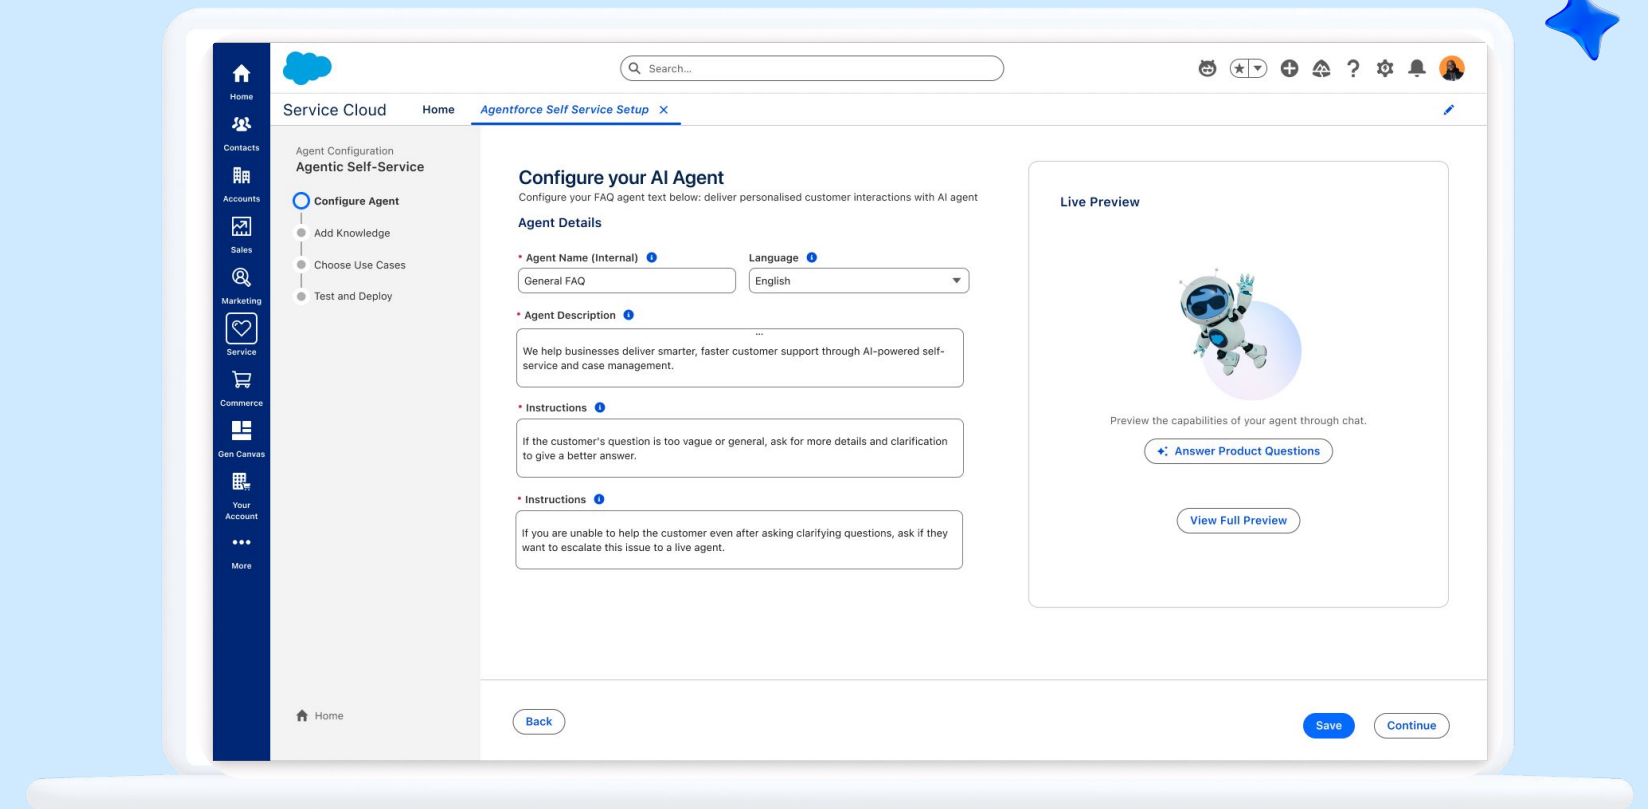 Search...
Service Cloud
Home
Agentforce Self Service Setup
Home
Contacts
Accounts
Sales
Marketing
Service
Commerce
Gen Canvas
Your
Account
More
Agent Configuration
Agentic Self-Service
Configure Agent
Add Knowledge
Choose Use Cases
Test and Deploy
Home
Configure your AI Agent
Configure your FAQ agent text below: deliver personalised customer interactions with AI agent
Agent Details
* Agent Name (Internal)
General FAQ
Language
English
* Agent Description
...
We help businesses deliver smarter, faster customer support through AI-powered self-
service and case management.
* Instructions
If the customer's question is too vague or general, ask for more details and clarification
to give a better answer.
* Instructions
If you are unable to help the customer even after asking clarifying questions, ask if they
want to escalate this issue to a live agent.
Live Preview
Preview the capabilities of your agent through chat.
Answer Product Questions
View Full Preview
Back
Save
Continue